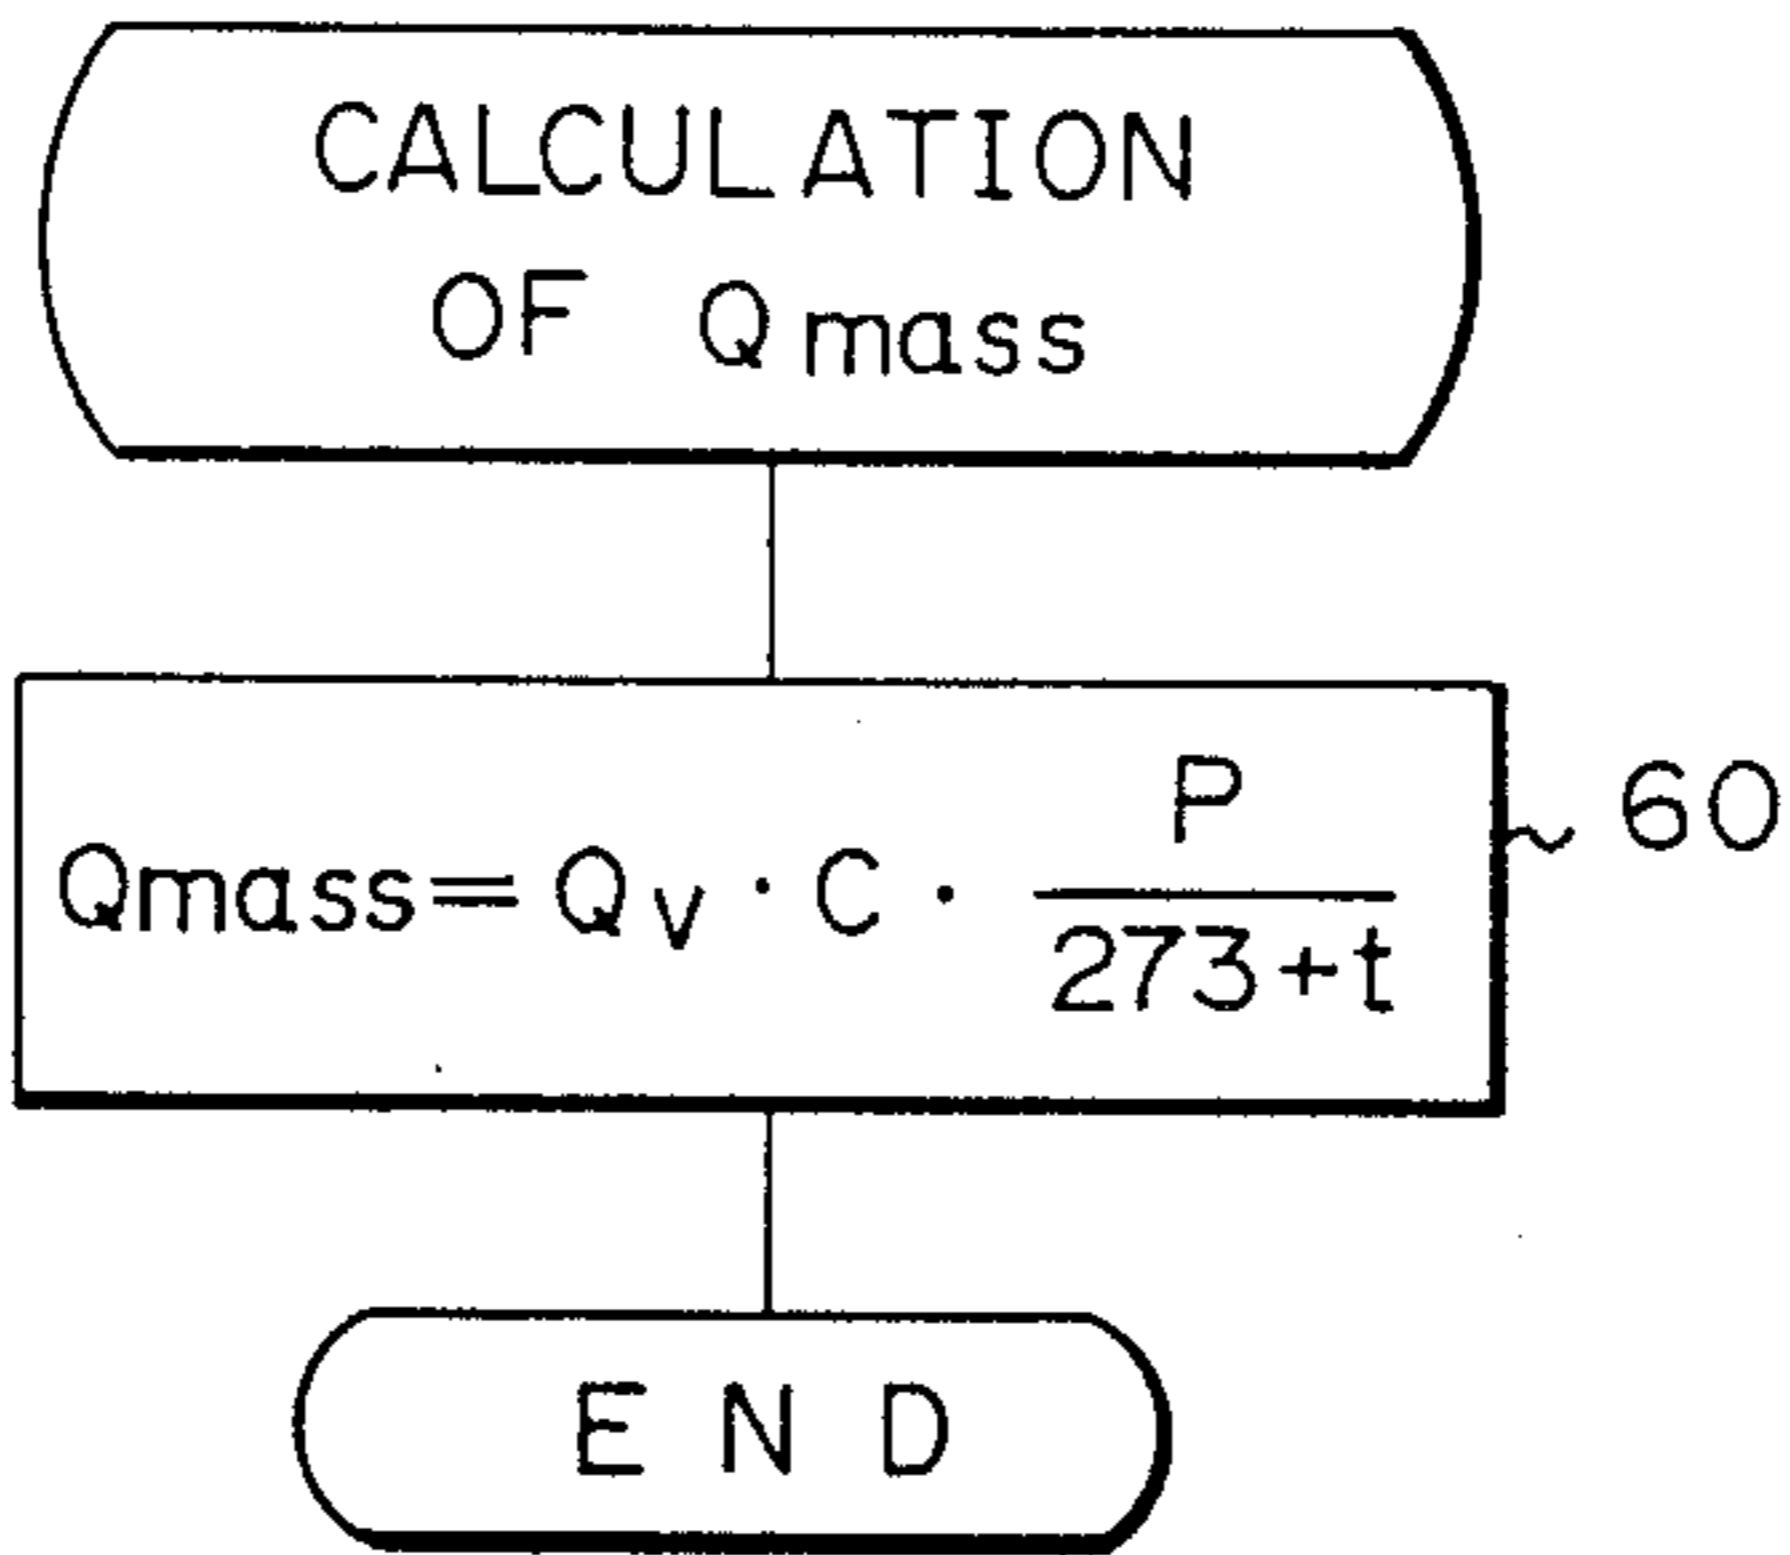 CALCULATION
OF Qmass
Qmass = Qv · C · P / 273+t
60
END